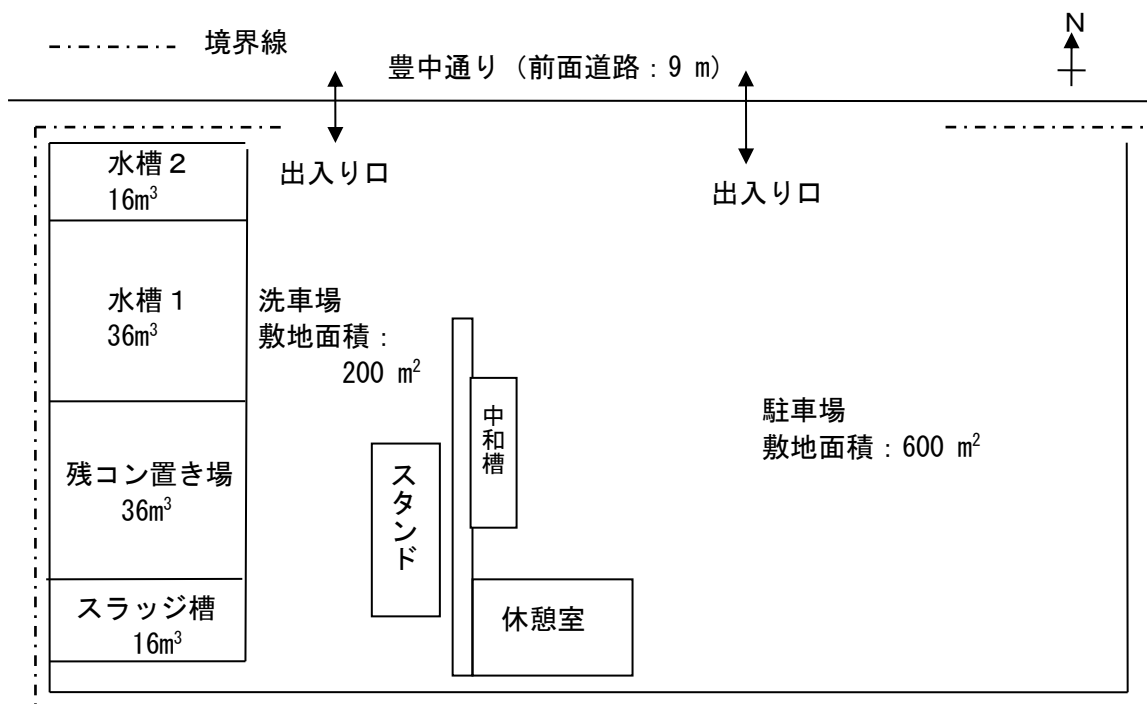 境界線
N
豊中通り（前面道路：9 m）
水槽２
16m³
出入り口
出入り口
水槽１
36m³
洗車場
敷地面積：
200 m²
中和槽
駐車場
敷地面積：600 m²
残コン置き場
36m³
スタンド
スラッジ槽
16m³
休憩室